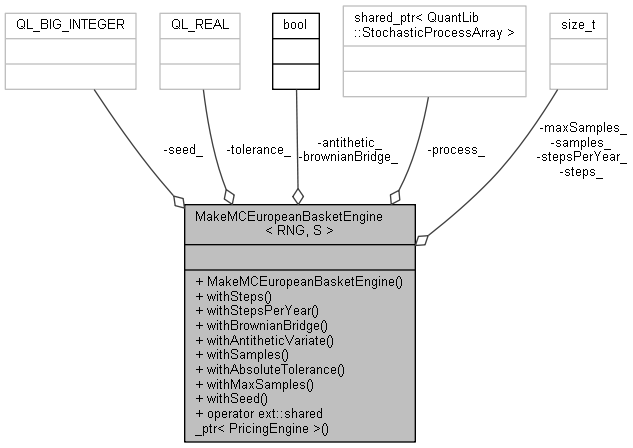 QL_BIG_INTEGER
QL_REAL
bool
shared_ptr< QuantLib
::StochasticProcessArray >
size_t
-seed_
-tolerance_
-antithetic_
-brownianBridge_
-process_
-maxSamples_
-samples_
-stepsPerYear_
-steps_
MakeMCEuropeanBasketEngine
< RNG, S >
+ MakeMCEuropeanBasketEngine()
+ withSteps()
+ withStepsPerYear()
+ withBrownianBridge()
+ withAntitheticVariate()
+ withSamples()
+ withAbsoluteTolerance()
+ withMaxSamples()
+ withSeed()
+ operator ext::shared
_ptr< PricingEngine >()